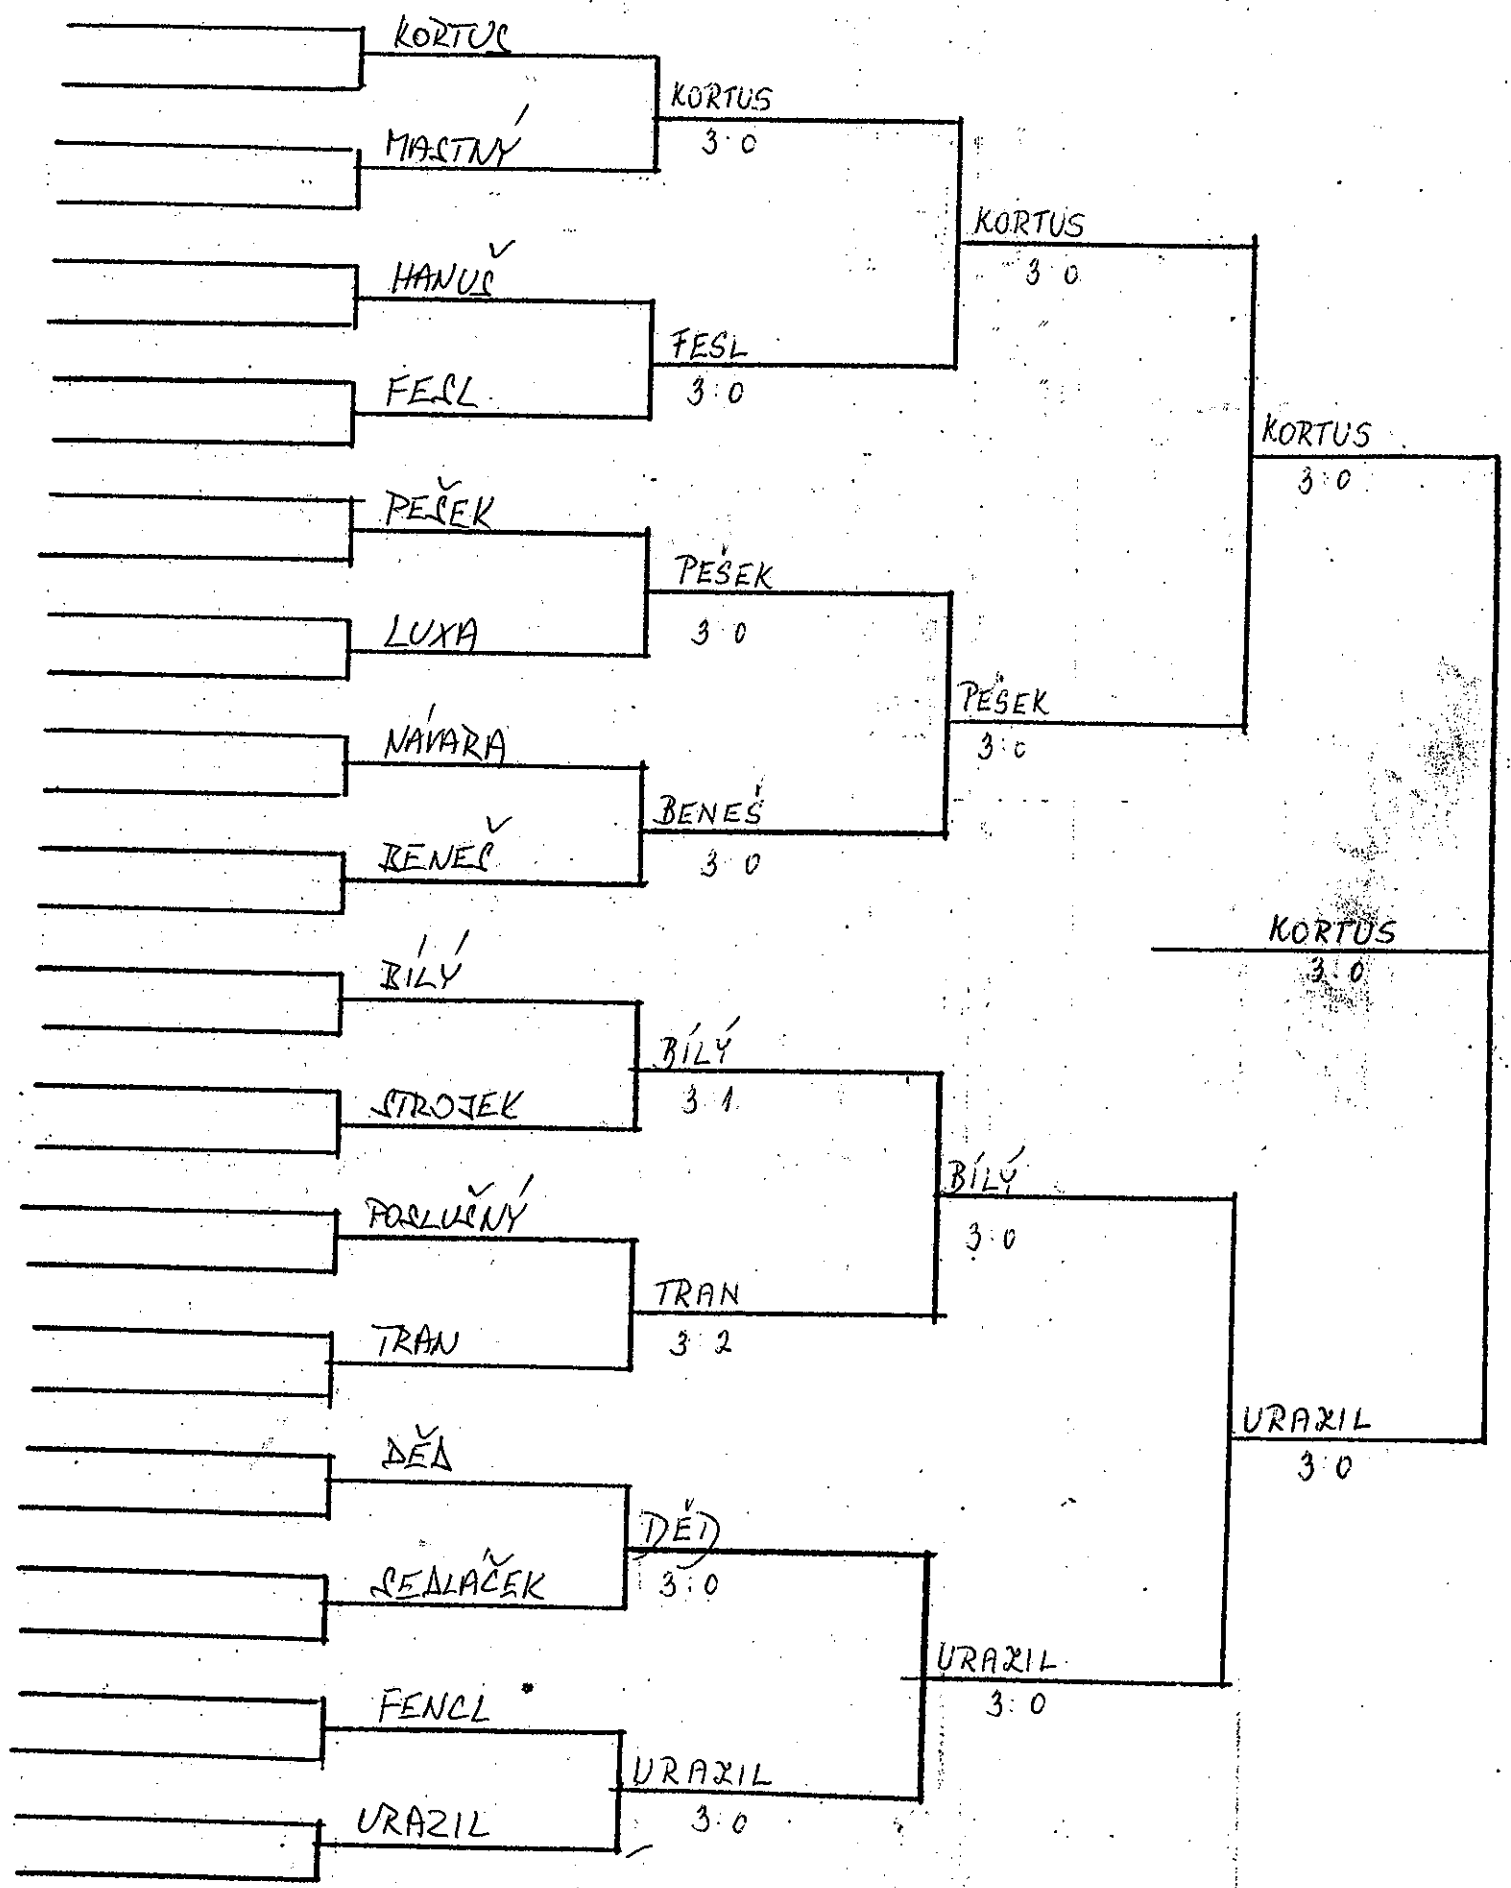 KORTUS
MASTNÝ
HANUŠ
FESL
PEŠEK
LUXA
NÁVARA
BENEŠ
BÍLÝ
STROJEK
POSLUŠNÝ
TRAN
DĚD
SEDLÁČEK
FENCL
URAZIL
KORTUS
3:0
FESL
3:0
PEŠEK
3:0
BENEŠ
3:0
BÍLÝ
3:1
TRAN
3:2
DĚD
3:0
URAZIL
3:0
KORTUS
3:0
PEŠEK
3:0
BÍLÝ
3:0
URAZIL
3:0
KORTUS
3:0
URAZIL
3:0
KORTUS
3:0